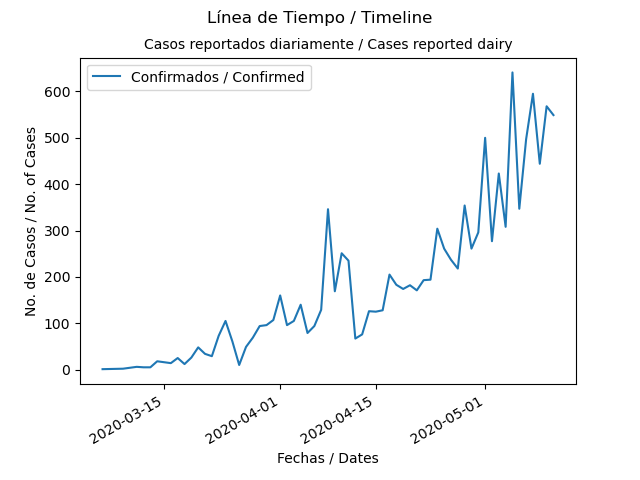 Línea de Tiempo / Timeline
Casos reportados diariamente / Cases reported dairy
Confirmados / Confirmed
No. de Casos / No. of Cases
600
500
400
300
200
100
0
2020-03-15
2020-04-01
2020-04-15
2020-05-01
Fechas / Dates